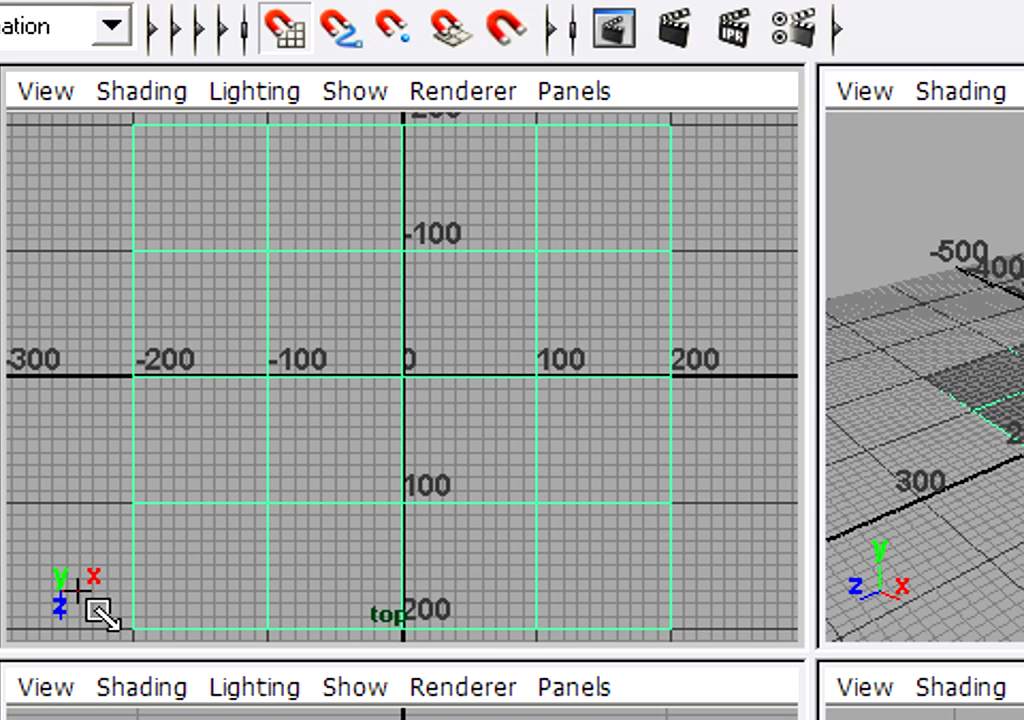 ation
IPR
View Shading Lighting Show Renderer Panels
View Shading
-100
-500
400
-300 -200 -100 0 100 200
100
300
y x
z
top 200
y
z x
View Shading Lighting Show Renderer Panels
View Shading